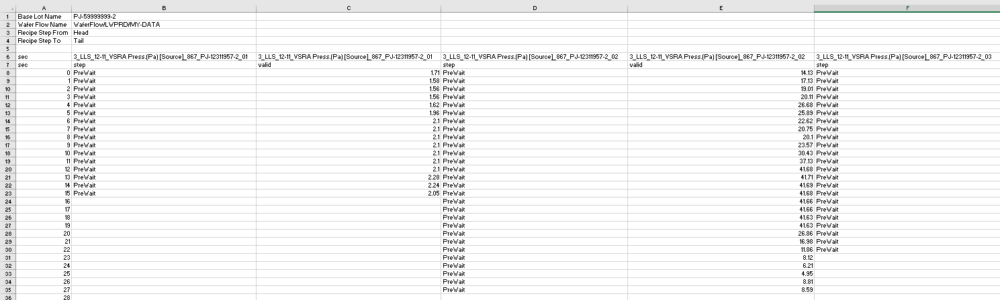 A B C D E F
1 Base Lot Name PJ-59999999-2
2 Wafer Flow Name WaferFlow/LWPRD/MY-DATA
3 Recipe Step From Head
4 Recipe Step To Tail
5
6 sec 3_LLS_12-11_VSRA Press.(Pa) [Source]_867_PJ-12311957-2_01 3_LLS_12-11_VSRA Press.(Pa) [Source]_867_PJ-12311957-2_01 3_LLS_12-11_VSRA Press.(Pa) [Source]_867_PJ-12311957-2_02 3_LLS_12-11_VSRA Press.(Pa) [Source]_867_PJ-12311957-2_02 3_LLS_12-11_VSRA Press.(Pa) [Source]_867_PJ-12311957-2_03
7 sec step valid step valid step
8 0 PreWait 1.71 PreWait 14.13 PreWait
9 1 PreWait 1.58 PreWait 17.13 PreWait
10 2 PreWait 1.56 PreWait 19.01 PreWait
11 3 PreWait 1.56 PreWait 20.11 PreWait
12 4 PreWait 1.62 PreWait 26.68 PreWait
13 5 PreWait 1.96 PreWait 25.89 PreWait
14 6 PreWait 2.1 PreWait 22.62 PreWait
15 7 PreWait 2.1 PreWait 20.75 PreWait
16 8 PreWait 2.1 PreWait 20.1 PreWait
17 9 PreWait 2.1 PreWait 23.57 PreWait
18 10 PreWait 2.1 PreWait 30.43 PreWait
19 11 PreWait 2.1 PreWait 37.13 PreWait
20 12 PreWait 2.1 PreWait 41.68 PreWait
21 13 PreWait 2.28 PreWait 41.71 PreWait
22 14 PreWait 2.24 PreWait 41.69 PreWait
23 15 PreWait 2.05 PreWait 41.68 PreWait
24 16 PreWait 41.66 PreWait
25 17 PreWait 41.66 PreWait
26 18 PreWait 41.63 PreWait
27 19 PreWait 41.63 PreWait
28 20 PreWait 26.86 PreWait
29 21 PreWait 16.98 PreWait
30 22 PreWait 11.86 PreWait
31 23 PreWait 8.12
32 24 PreWait 6.21
33 25 PreWait 4.95
34 26 PreWait 8.81
35 27 PreWait 8.59
36 28